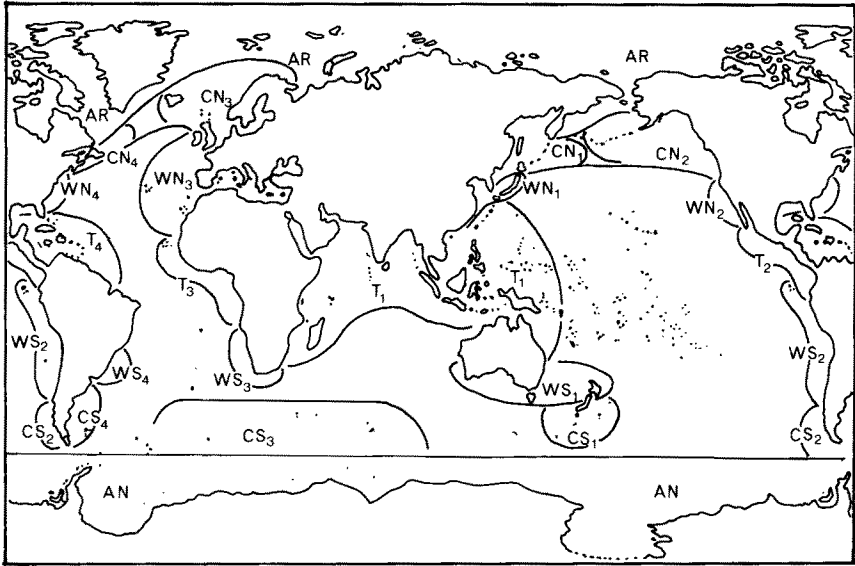 AR
AR
CN₃
AR
CN₄
CN₁
CN₂
WN₄
WN₃
WN₁
WN₂
T₄
T₃
T₁
T₁
T₂
WS₂
WS₄
WS₃
WS₁
WS₂
CS₂
CS₄
CS₃
CS₁
CS₂
AN
AN